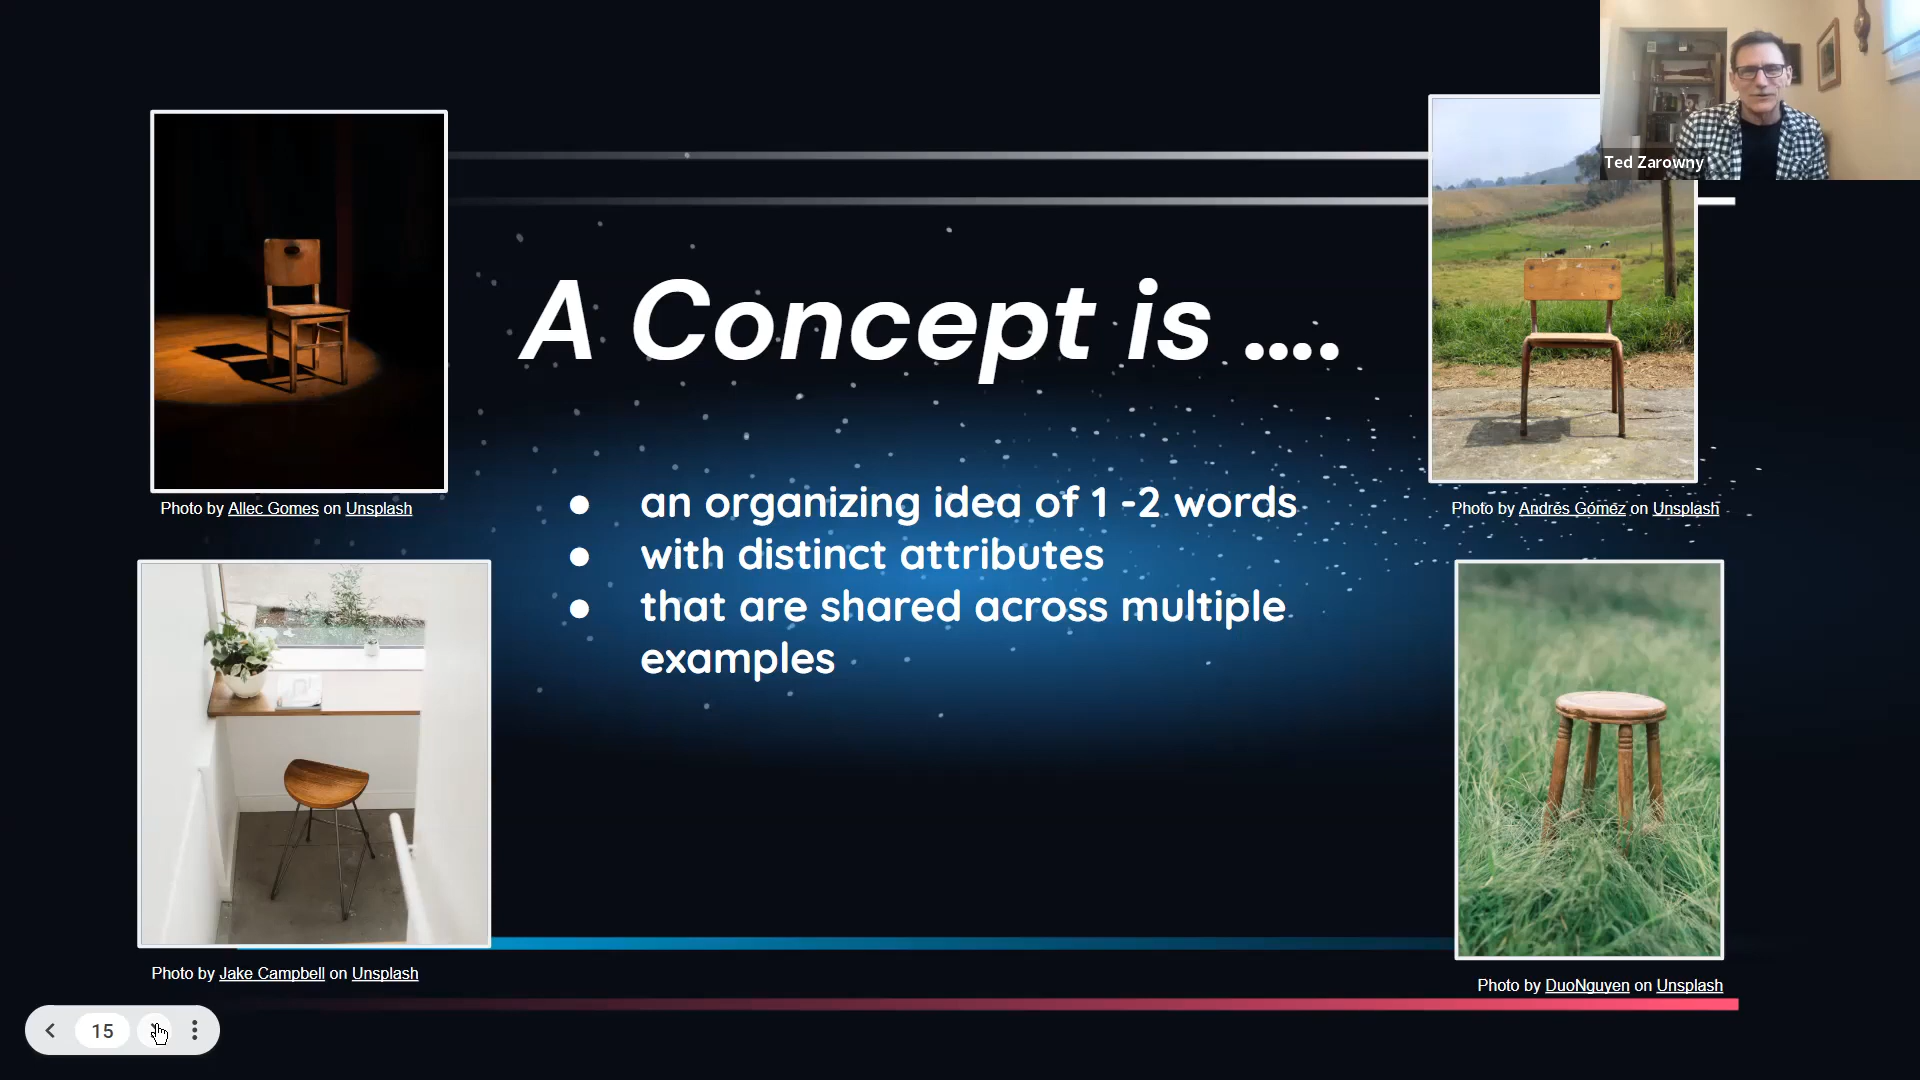 Ted Zarowny
A Concept is ....
● an organizing idea of 1 -2 words
● with distinct attributes
● that are shared across multiple
examples
Photo by Allec Gomes on Unsplash
Photo by Andrés Gómez on Unsplash
Photo by Jake Campbell on Unsplash
Photo by DuoNguyen on Unsplash
15